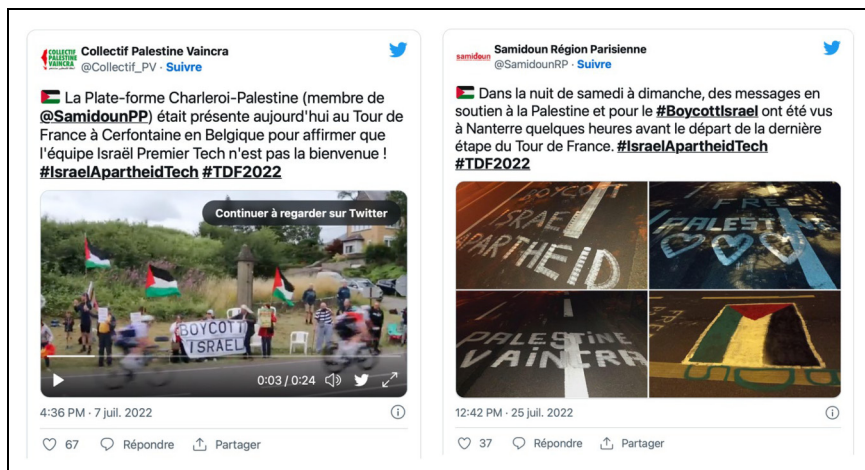 COLLECTIF
PALESTINE
VAINCRA
Collectif Palestine Vaincra
@Collectif_PV · Suivre
La Plate-forme Charleroi-Palestine (membre de
@SamidounPP) était présente aujourd'hui au Tour de
France à Cerfontaine en Belgique pour affirmer que
l'équipe Israël Premier Tech n'est pas la bienvenue !
#IsraelApartheidTech #TDF2022
Continuer à regarder sur Twitter
BOYCOTT
ISRAEL
0:03 / 0:24
4:36 PM · 7 juil. 2022
67 Répondre Partager
samidoun
Samidoun Région Parisienne
@SamidounRP · Suivre
Dans la nuit de samedi à dimanche, des messages en
soutien à la Palestine et pour le #BoycottIsrael ont été vus
à Nanterre quelques heures avant le départ de la dernière
étape du Tour de France. #IsraelApartheidTech
#TDF2022
BOYCOTT
ISRAEL
APARTHEID
FREE
PALESTINE
PALESTINE
VAINCRA
12:42 PM · 25 juil. 2022
37 Répondre Partager